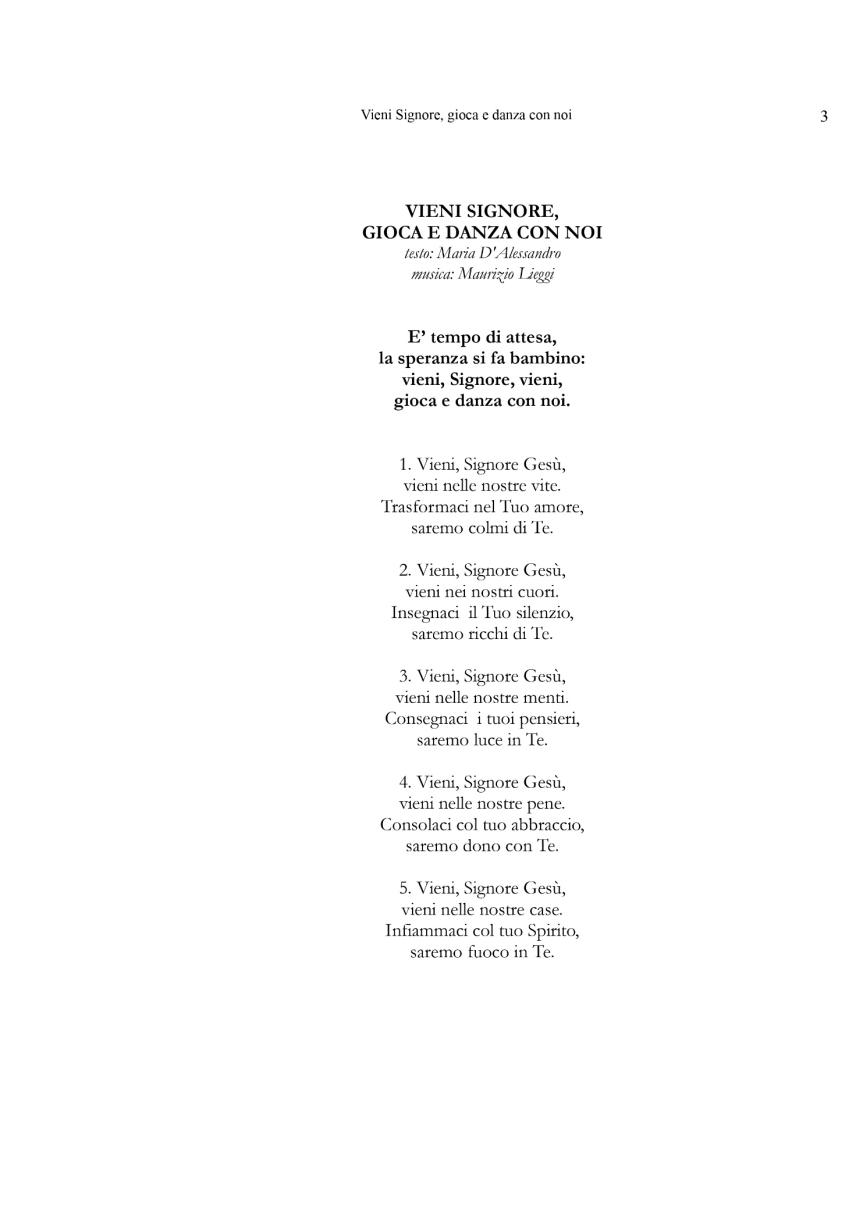 Vieni Signore, gioca e danza con noi 3
VIENI SIGNORE,
GIOCA E DANZA CON NOI
testo: Maria D'Alessandro
musica: Maurizio Lieggi
E’ tempo di attesa,
la speranza si fa bambino:
vieni, Signore, vieni,
gioca e danza con noi.
1. Vieni, Signore Gesù,
vieni nelle nostre vite.
Trasformaci nel Tuo amore,
saremo colmi di Te.
2. Vieni, Signore Gesù,
vieni nei nostri cuori.
Insegnaci  il Tuo silenzio,
saremo ricchi di Te.
3. Vieni, Signore Gesù,
vieni nelle nostre menti.
Consegnaci  i tuoi pensieri,
saremo luce in Te.
4. Vieni, Signore Gesù,
vieni nelle nostre pene.
Consolaci col tuo abbraccio,
saremo dono con Te.
5. Vieni, Signore Gesù,
vieni nelle nostre case.
Infiammaci col tuo Spirito,
saremo fuoco in Te.